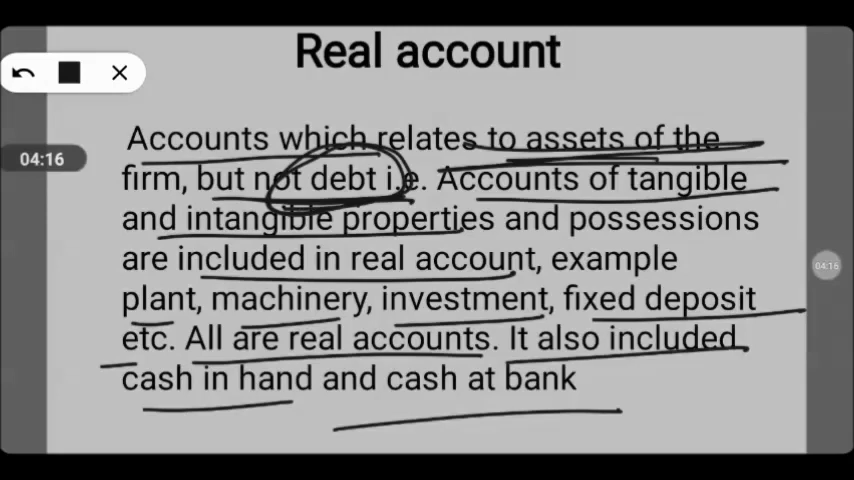 Real account
04:16
Accounts which relates to assets of the
firm, but not debt i.e. Accounts of tangible
04:16
and intangible properties and possessions
are included in real account, example
plant, machinery, investment, fixed deposit
etc. All are real accounts. It also included
cash in hand and cash at bank